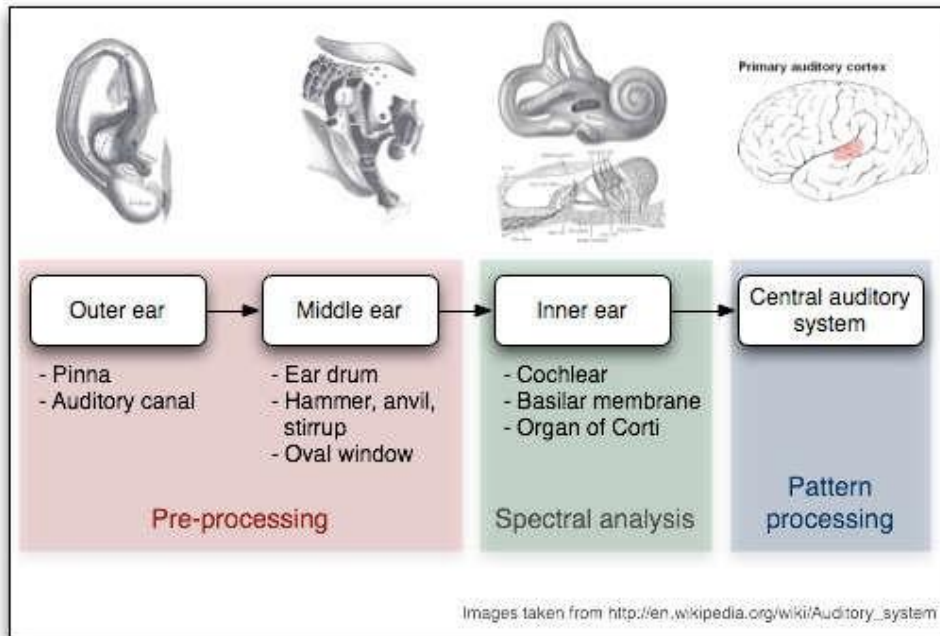 Primary auditory cortex
Outer ear
Middle ear
Inner ear
Central auditory
system
- Pinna
- Auditory canal
- Ear drum
- Hammer, anvil,
stirrup
- Oval window
- Cochlear
- Basilar membrane
- Organ of Corti
Pre-processing
Spectral analysis
Pattern
processing
Images taken from http://en.wikipedia.org/wiki/Auditory_system